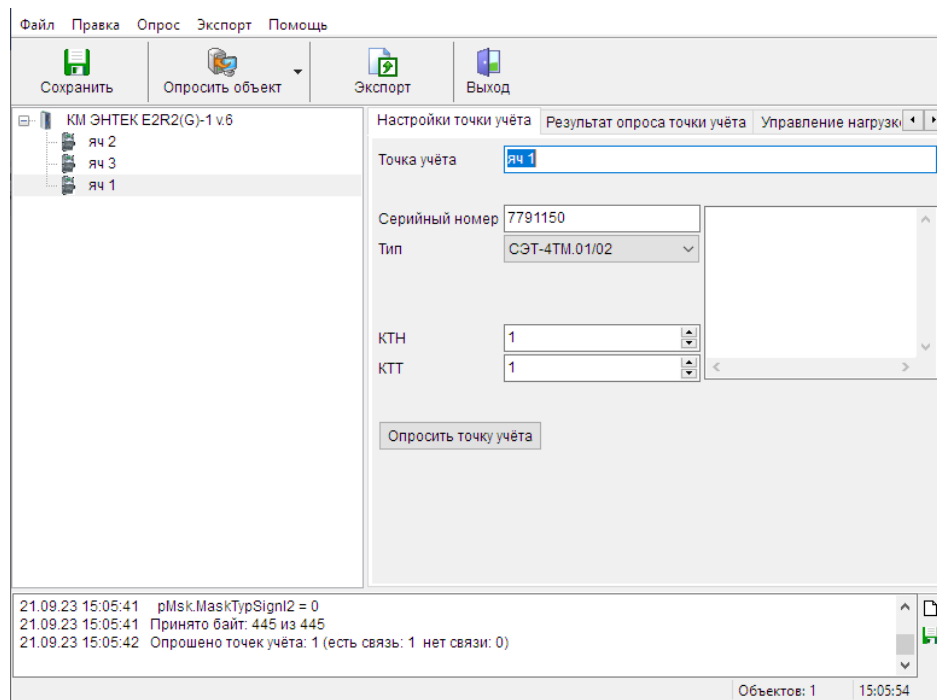 Файл Правка Опрос Экспорт Помощь
Сохранить Опросить объект Экспорт Выход
КМ ЭНТЕК E2R2(G)-1 v.6
яч 2
яч 3
яч 1
Настройки точки учёта Результат опроса точки учёта Управление нагрузк
Точка учёта яч 1
Серийный номер 7791150
Тип СЭТ-4ТМ.01/02
КТН 1
КТТ 1
Опросить точку учёта
21.09.23 15:05:41 pMsk.MaskTypSignI2 = 0
21.09.23 15:05:41 Принято байт: 445 из 445
21.09.23 15:05:42 Опрошено точек учёта: 1 (есть связь: 1 нет связи: 0)
Объектов: 1 15:05:54